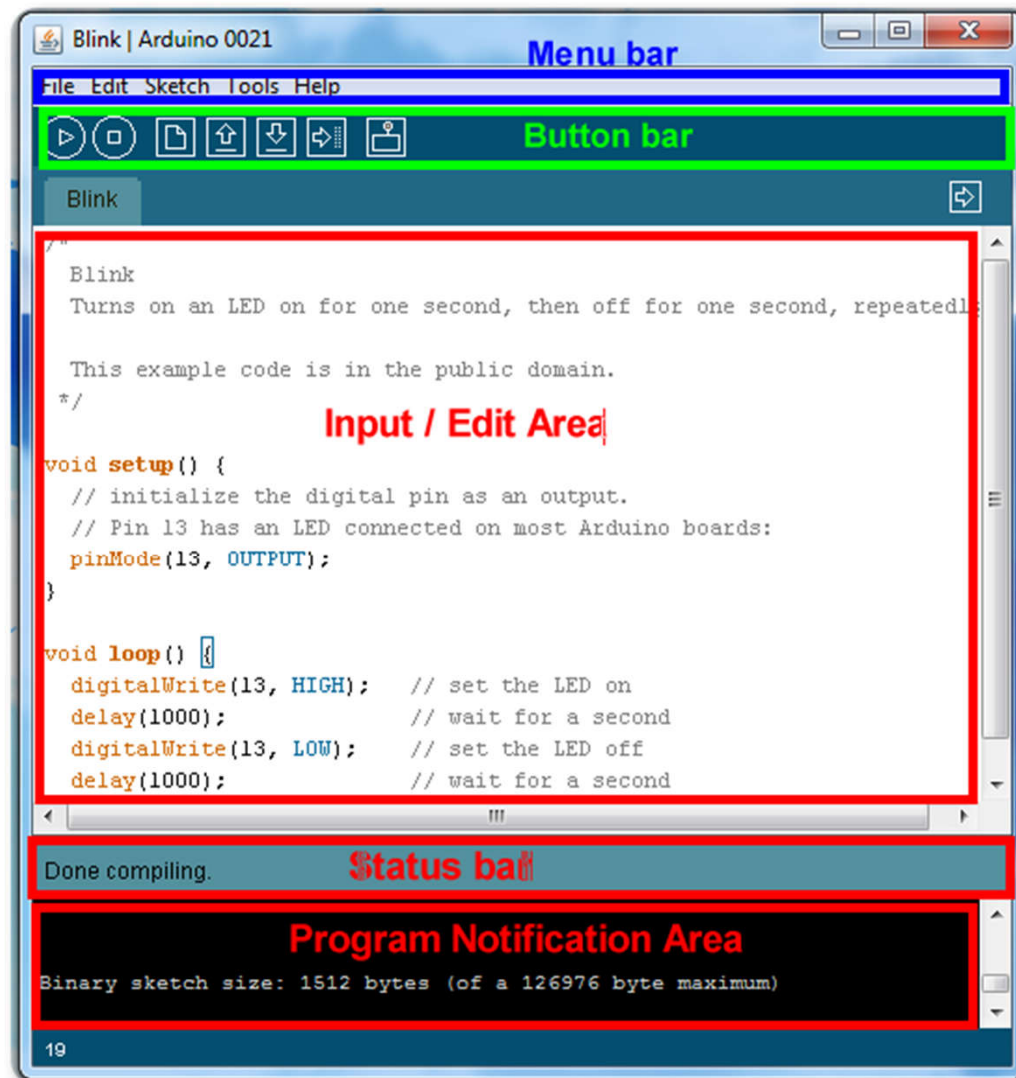 Blink | Arduino 0021
Menu bar
File Edit Sketch Tools Help
Button bar
Blink
/*
Blink
Turns on an LED on for one second, then off for one second, repeatedly
This example code is in the public domain.
*/
Input / Edit Area
void setup() {
// initialize the digital pin as an output.
// Pin 13 has an LED connected on most Arduino boards:
pinMode(13, OUTPUT);
}
void loop() {
digitalWrite(13, HIGH); // set the LED on
delay(1000); // wait for a second
digitalWrite(13, LOW); // set the LED off
delay(1000); // wait for a second
Done compiling. Status bar
Program Notification Area
Binary sketch size: 1512 bytes (of a 126976 byte maximum)
19